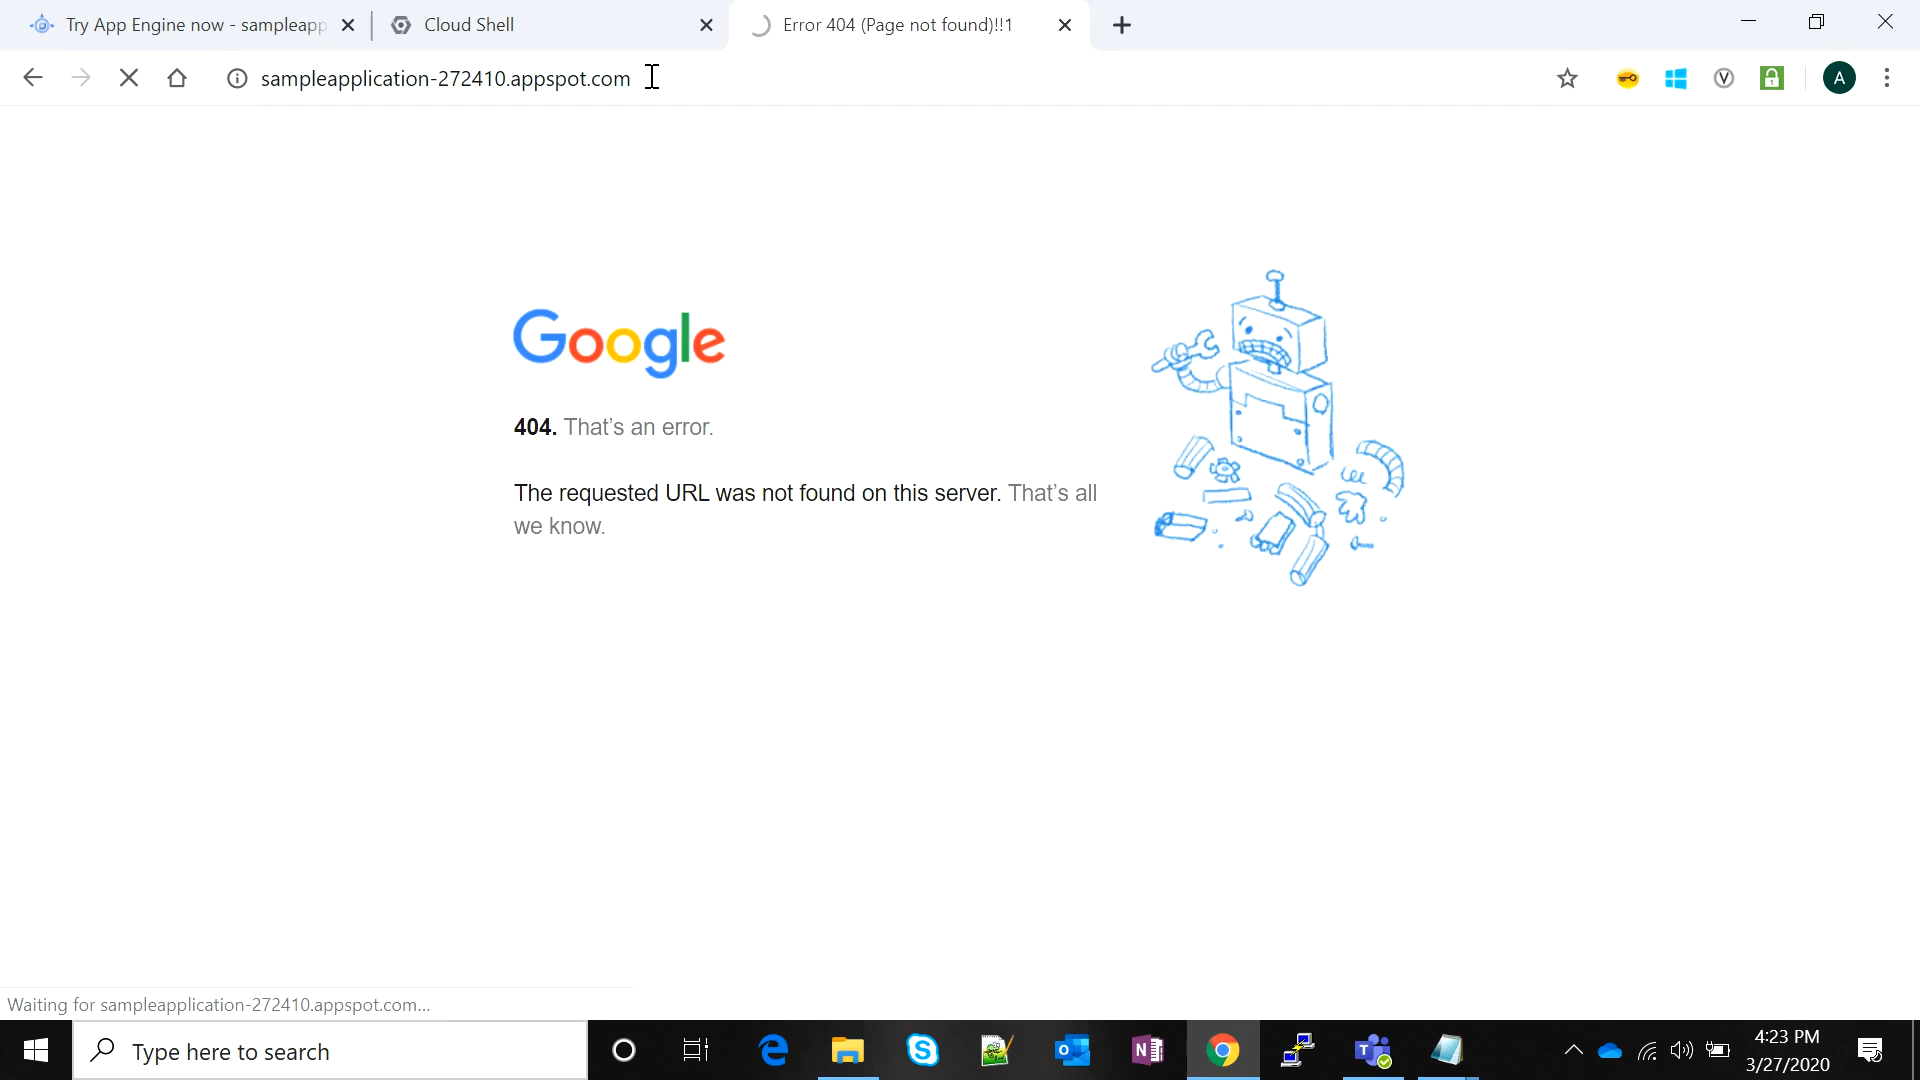 Try App Engine now - sampleapp
Cloud Shell
Error 404 (Page not found)!!1
sampleapplication-272410.appspot.com
A
Google
404. That’s an error.
The requested URL was not found on this server. That’s all
we know.
Waiting for sampleapplication-272410.appspot.com...
Type here to search
4:23 PM
3/27/2020